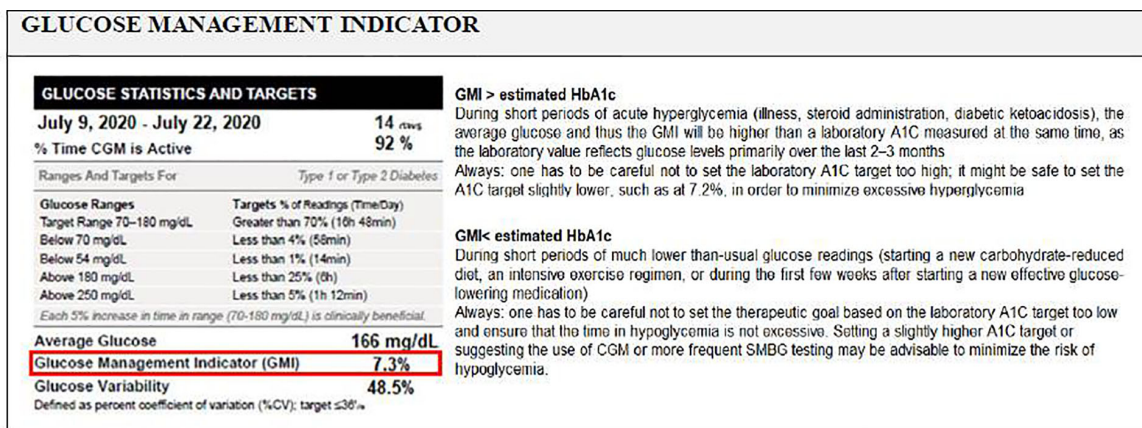 GLUCOSE MANAGEMENT INDICATOR
GLUCOSE STATISTICS AND TARGETS
July 9, 2020 - July 22, 2020 14 days
% Time CGM is Active 92 %
Ranges And Targets For Type 1 or Type 2 Diabetes
Glucose Ranges Targets % of Readings (Time/Day)
Target Range 70–180 mg/dL Greater than 70% (16h 48min)
Below 70 mg/dL Less than 4% (58min)
Below 54 mg/dL Less than 1% (14min)
Above 180 mg/dL Less than 25% (6h)
Above 250 mg/dL Less than 5% (1h 12min)
Each 5% increase in time in range (70-180 mg/dL) is clinically beneficial.
Average Glucose 166 mg/dL
Glucose Management Indicator (GMI) 7.3%
Glucose Variability 48.5%
Defined as percent coefficient of variation (%CV); target ≤36%
GMI > estimated HbA1c
During short periods of acute hyperglycemia (illness, steroid administration, diabetic ketoacidosis), the
average glucose and thus the GMI will be higher than a laboratory A1C measured at the same time, as
the laboratory value reflects glucose levels primarily over the last 2–3 months
Always: one has to be careful not to set the laboratory A1C target too high; it might be safe to set the
A1C target slightly lower, such as at 7.2%, in order to minimize excessive hyperglycemia
GMI< estimated HbA1c
During short periods of much lower than-usual glucose readings (starting a new carbohydrate-reduced
diet, an intensive exercise regimen, or during the first few weeks after starting a new effective glucose-
lowering medication)
Always: one has to be careful not to set the therapeutic goal based on the laboratory A1C target too low
and ensure that the time in hypoglycemia is not excessive. Setting a slightly higher A1C target or
suggesting the use of CGM or more frequent SMBG testing may be advisable to minimize the risk of
hypoglycemia.